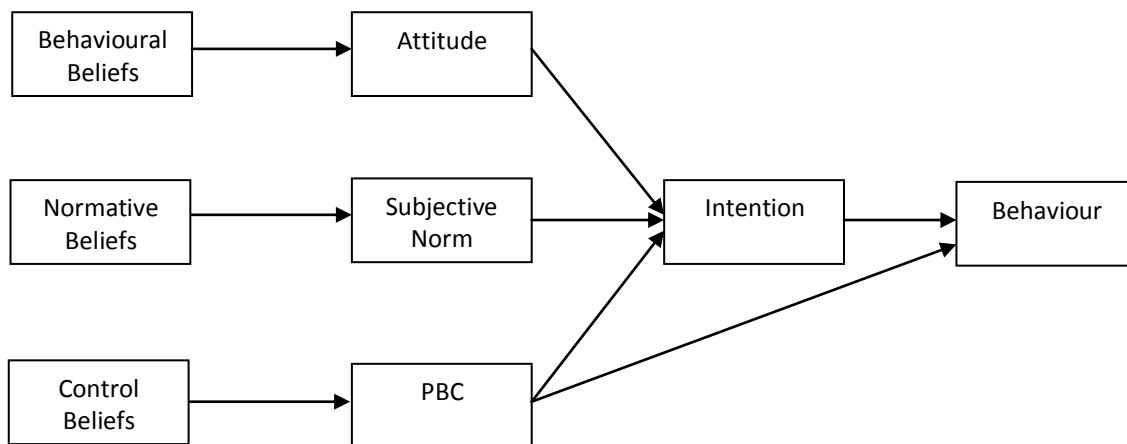 Behavioural
Beliefs
Attitude
Normative
Beliefs
Subjective
Norm
Intention
Behaviour
Control
Beliefs
PBC